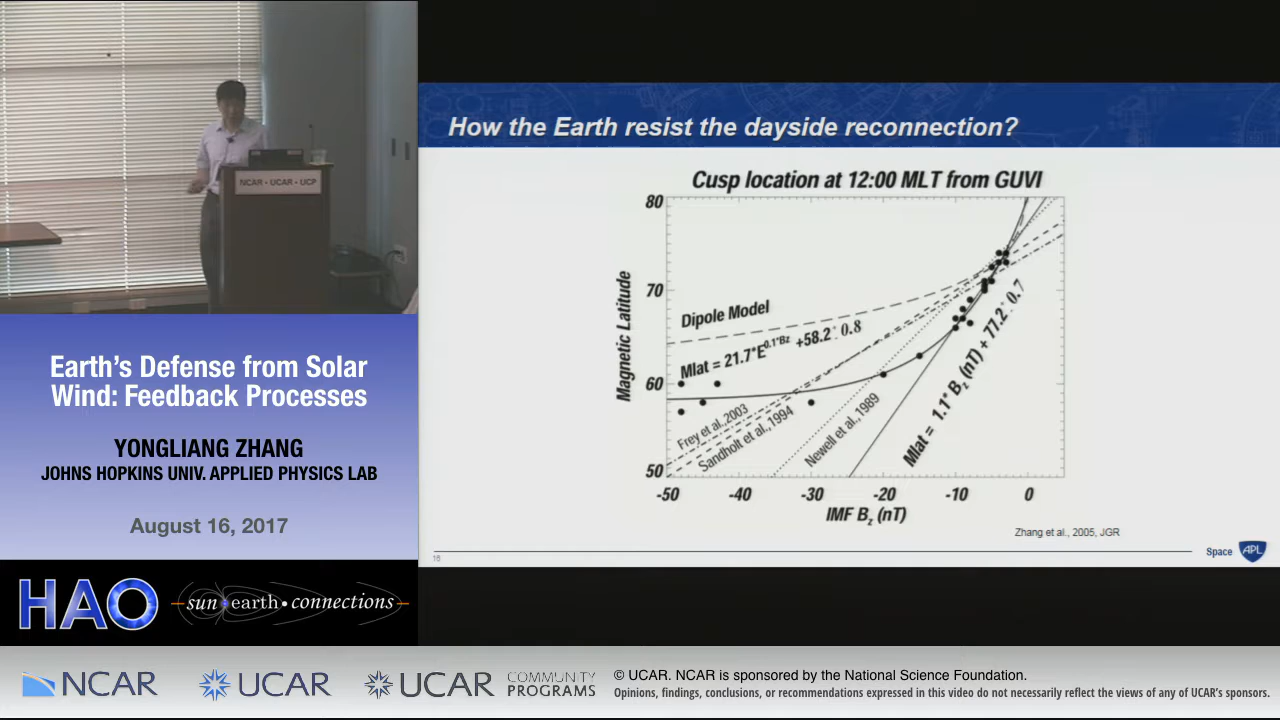 NCAR • UCAR • UCP
Earth's Defense from Solar
Wind: Feedback Processes
YONGLIANG ZHANG
JOHNS HOPKINS UNIV. APPLIED PHYSICS LAB
August 16, 2017
HAO
sun earth • connections
How the Earth resist the dayside reconnection?
Cusp location at 12:00 MLT from GUVI
Magnetic Latitude
80
70
60
50
Dipole Model
Mlat = 21.7*E^0.1*Bz +58.2° 0.8
Frey et al.,2003
Sandholt et al.,1994
Newell et al.,1989
Mlat = 1.1* Bz (nT) + 77.2° 0.7
-50 -40 -30 -20 -10 0
IMF Bz (nT)
Zhang et al., 2005, JGR
16
Space APL
NCAR UCAR UCAR COMMUNITY PROGRAMS
© UCAR. NCAR is sponsored by the National Science Foundation.
Opinions, findings, conclusions, or recommendations expressed in this video do not necessarily reflect the views of any of UCAR's sponsors.